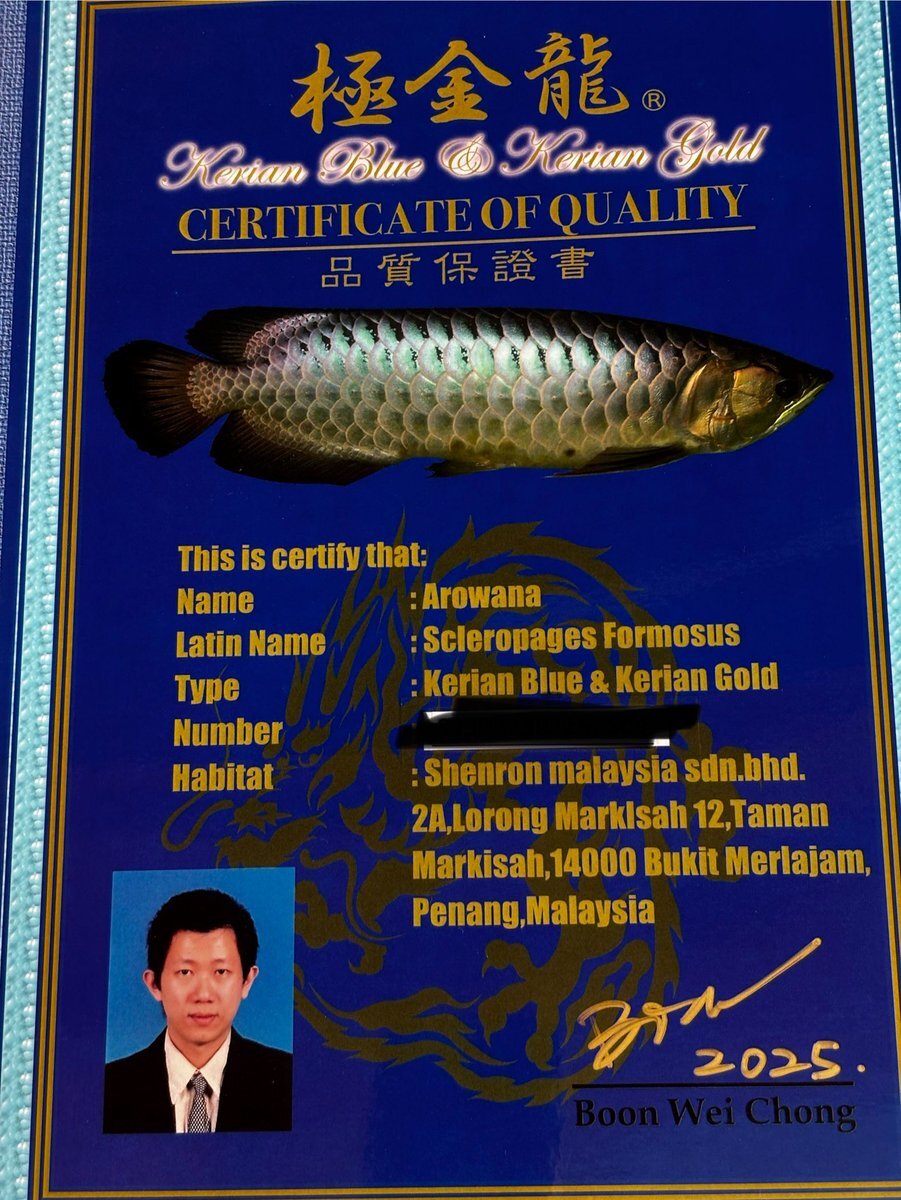 極金龍®
Kerian Blue & Kerian Gold
CERTIFICATE OF QUALITY
品質保證書
This is certify that:
Name : Arowana
Latin Name : Scleropages Formosus
Type : Kerian Blue & Kerian Gold
Number
Habitat : Shenron malaysia sdn.bhd.
2A,Lorong MarkIsah 12,Taman
Markisah,14000 Bukit Merlajam,
Penang,Malaysia
2025.
Boon Wei Chong